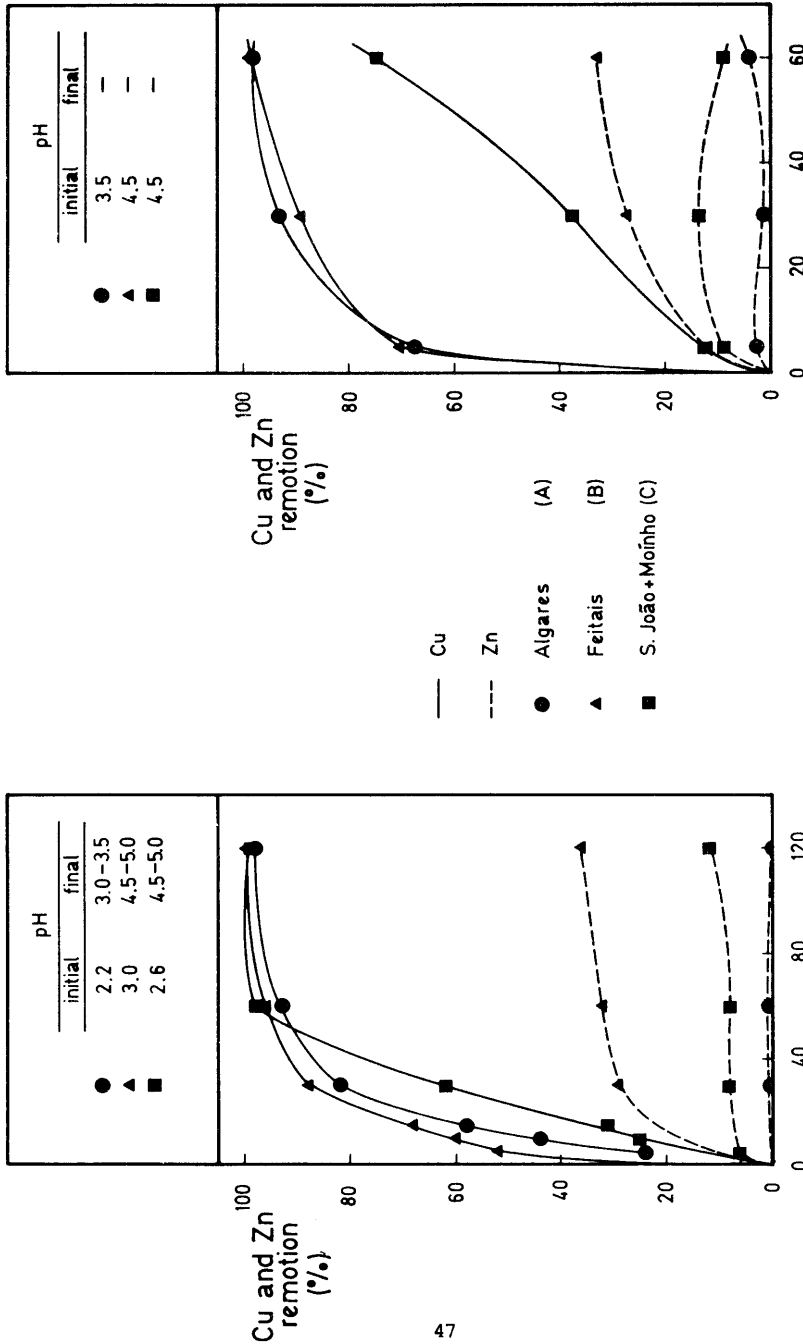 pH
initial final
● 2.2 3.0-3.5
▲ 3.0 4.5-5.0
■ 2.6 4.5-5.0
Cu and Zn
remotion
(%)
100
80
60
40
20
0
0 40 80 120
— Cu
--- Zn
● Algares (A)
▲ Feitais (B)
■ S. João+Moínho (C)
pH
initial final
● 3.5 —
▲ 4.5 —
■ 4.5 —
Cu and Zn
remotion
(%)
100
80
60
40
20
0
0 20 40 60
47